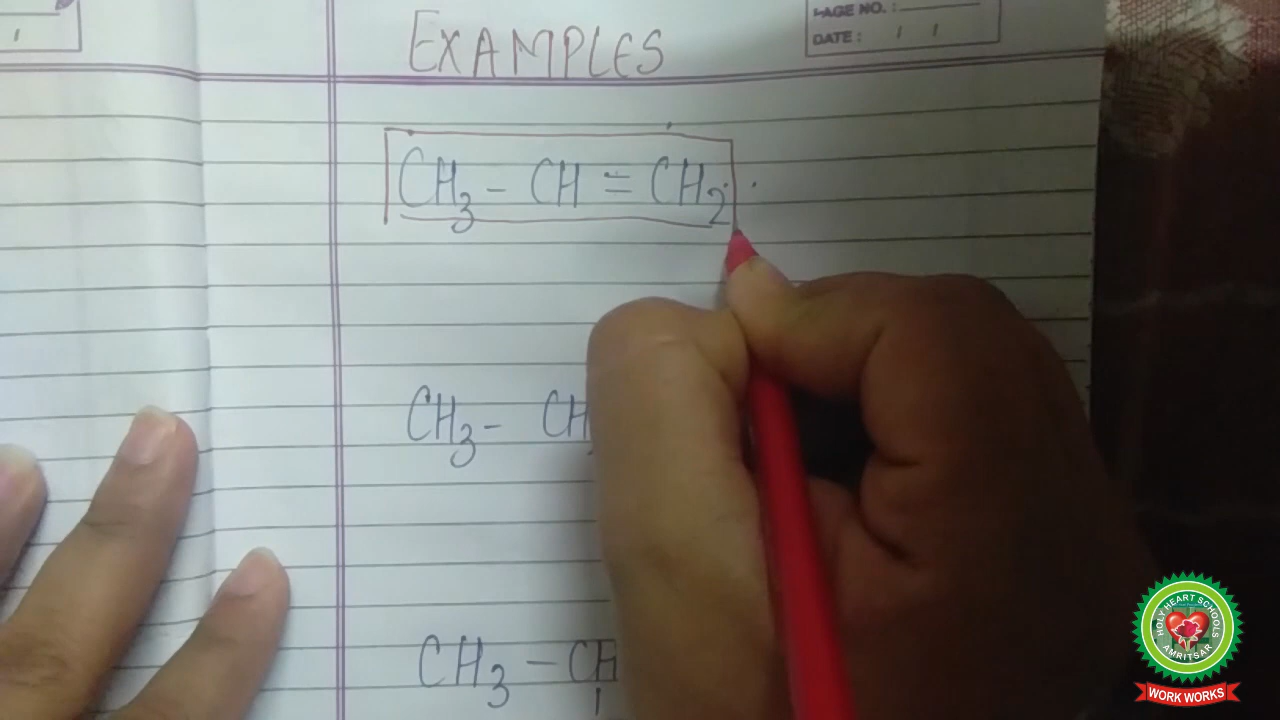 PAGE NO. :
DATE :
EXAMPLES
CH3 - CH = CH2
CH3 - CH
CH3 - CH
HOLY HEART SCHOOLS
AMRITSAR
WORK WORKS